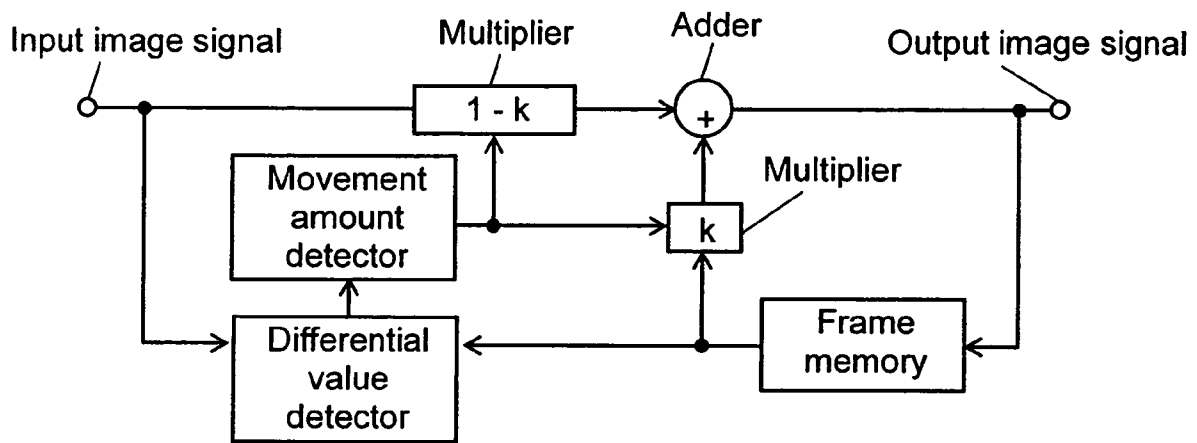 Input image signal
Multiplier
Adder
Output image signal
1 - k
+
Movement
amount
detector
Multiplier
k
Differential
value
detector
Frame
memory